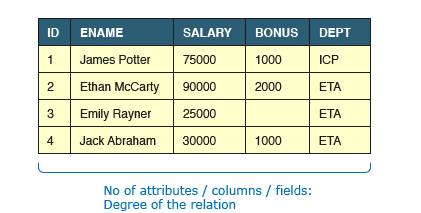 ID ENAME SALARY BONUS DEPT
1 James Potter 75000 1000 ICP
2 Ethan McCarty 90000 2000 ETA
3 Emily Rayner 25000 ETA
4 Jack Abraham 30000 1000 ETA
No of attributes / columns / fields:
Degree of the relation